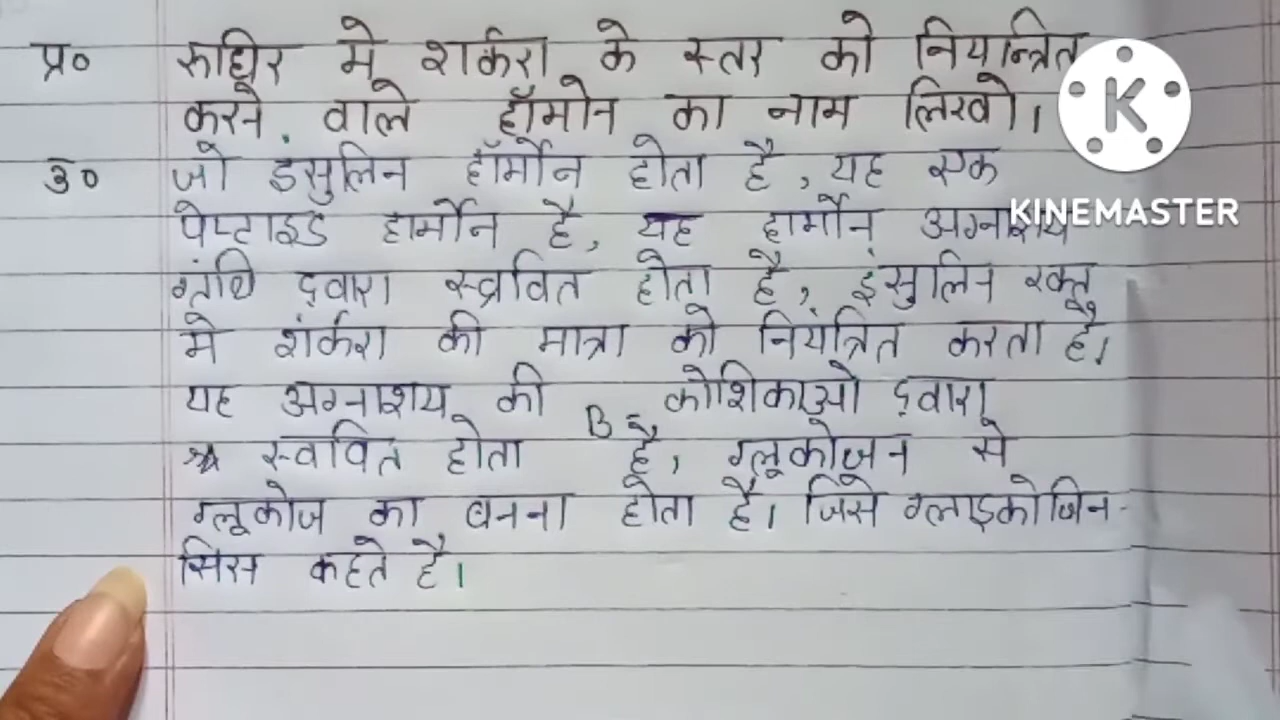 प्र० रुधिर मे शर्करा के स्तर को नियन्त्रित
करने वाले हॉमोन का नाम लिखो।
उ० जो इंसुलिन हॉर्मोन होता है, यह एक
पेप्टाइड हार्मोन है, यह हार्मोन अग्नाशय
ग्तंथि द्वारा स्त्रवित होता है, इंसुलिन रक्त
मे शंर्करा की मात्रा को नियंत्रित करता है।
यह अग्नाशय की B- कोशिकाओ द्वारा
स्त्रवित होता है, ग्लूकोजन से
ग्लूकोज का बनना होता है। जिसे ग्लाइकोजिन-
सिस कहते है।
K
KINEMASTER